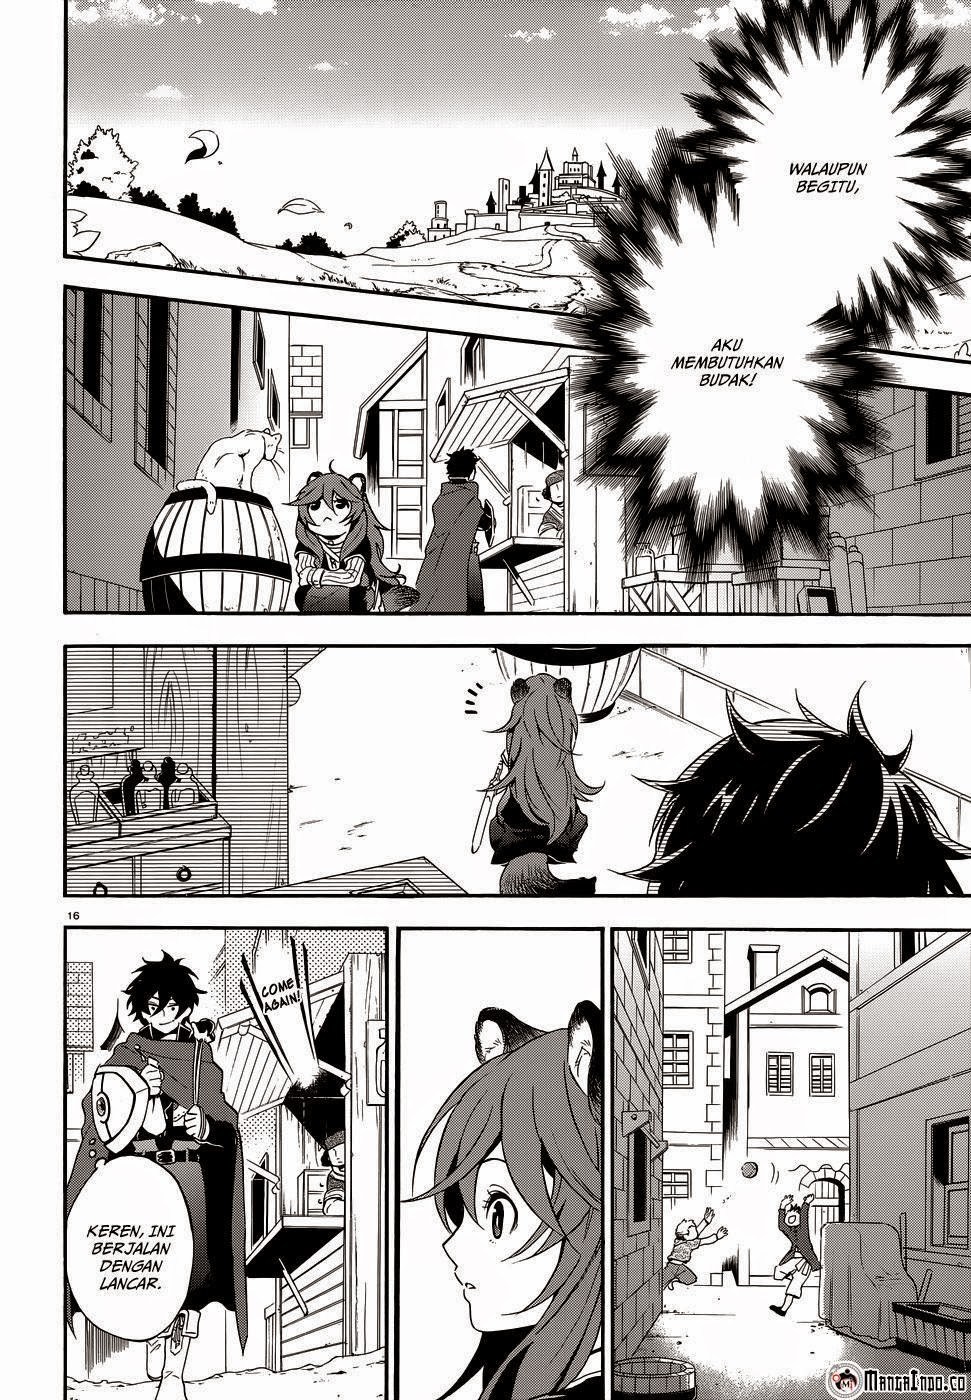 WALAUPUN
BEGITU,
AKU
MEMBUTUHKAN
BUDAK!
16
COME
AGAIN!
KEREN, INI
BERJALAN
DENGAN
LANCAR.
MANGAINDO.CO